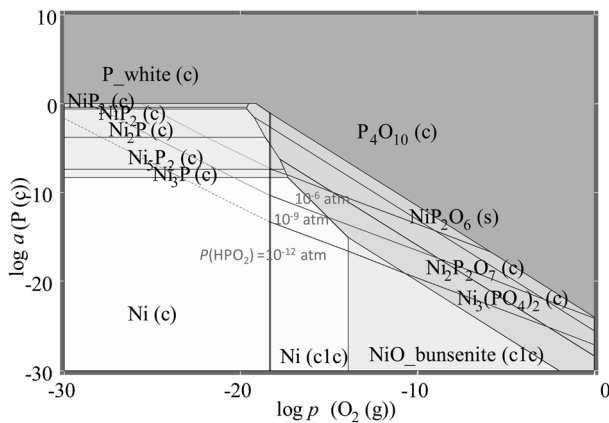 10
0
-10
-20
-30
-30
-20
-10
0
log a (P (c))
log p (O₂ (g))
P_white (c)
NiP₃ (c)
NiP₂ (c)
Ni₂P (c)
Ni₅P₂ (c)
Ni₃P (c)
P₄O₁₀ (c)
10⁻⁶ atm
10⁻⁹ atm
P(HPO₂) =10⁻¹² atm
NiP₂O₆ (s)
Ni₂P₂O₇ (c)
Ni₃(PO₄)₂ (c)
Ni (c)
Ni (c1c)
NiO_bunsenite (c1c)